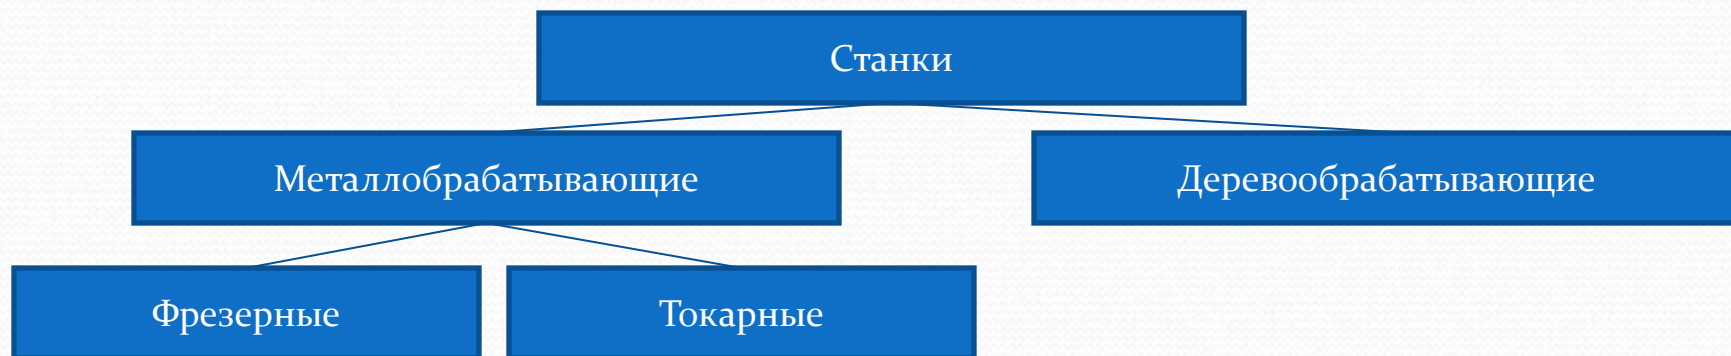 Станки
Металлобрабатывающие
Деревообрабатывающие
Фрезерные
Токарные